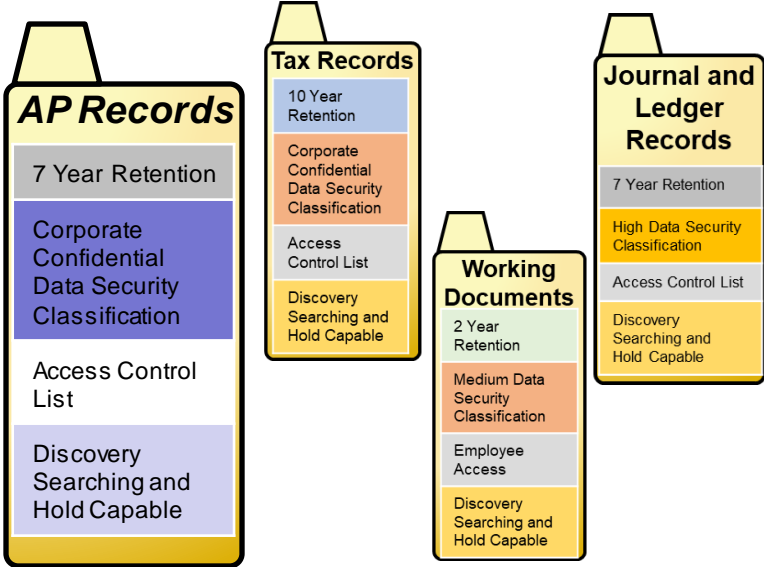 AP Records
7 Year Retention
Corporate
Confidential
Data Security
Classification
Access Control
List
Discovery
Searching and
Hold Capable
Tax Records
10 Year
Retention
Corporate
Confidential
Data Security
Classification
Access
Control List
Discovery
Searching and
Hold Capable
Working
Documents
2 Year
Retention
Medium Data
Security
Classification
Employee
Access
Discovery
Searching and
Hold Capable
Journal and
Ledger
Records
7 Year Retention
High Data Security
Classification
Access Control List
Discovery
Searching and
Hold Capable